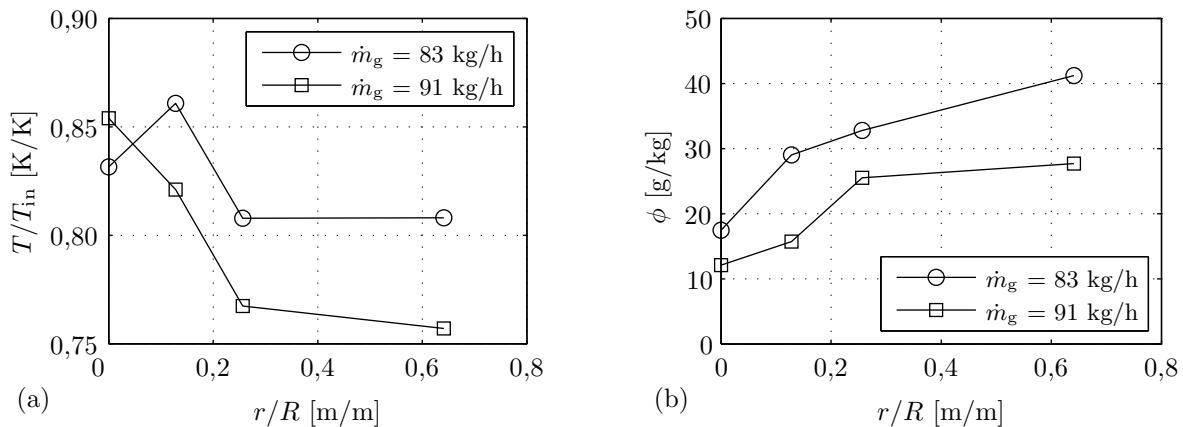 0,90
0,85
0,80
0,75
T/T_in [K/K]
ṁ_g = 83 kg/h
ṁ_g = 91 kg/h
0 0,2 0,4 0,6 0,8
r/R [m/m]
(a)
50
40
30
20
10
0
ϕ [g/kg]
ṁ_g = 83 kg/h
ṁ_g = 91 kg/h
0 0,2 0,4 0,6 0,8
r/R [m/m]
(b)